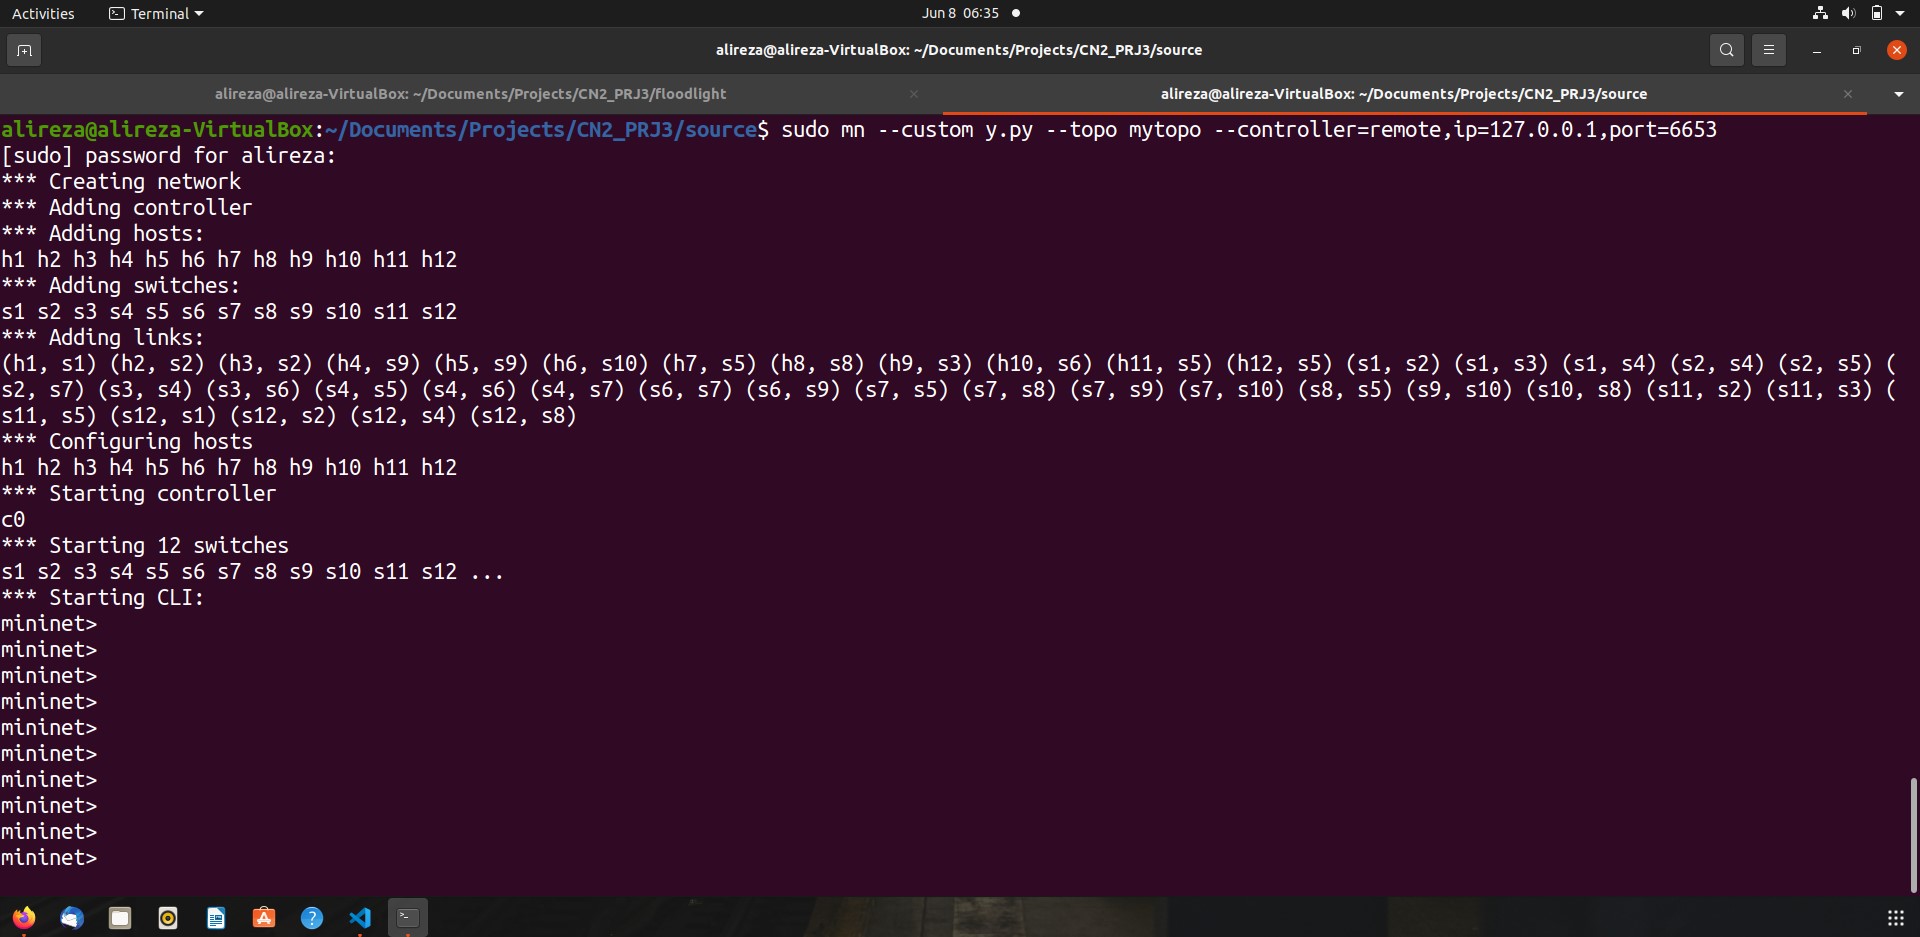 Activities
Terminal
Jun 8 06:35
alireza@alireza-VirtualBox: ~/Documents/Projects/CN2_PRJ3/source
alireza@alireza-VirtualBox: ~/Documents/Projects/CN2_PRJ3/floodlight
alireza@alireza-VirtualBox: ~/Documents/Projects/CN2_PRJ3/source
alireza@alireza-VirtualBox:~/Documents/Projects/CN2_PRJ3/source$ sudo mn --custom y.py --topo mytopo --controller=remote,ip=127.0.0.1,port=6653
[sudo] password for alireza:
*** Creating network
*** Adding controller
*** Adding hosts:
h1 h2 h3 h4 h5 h6 h7 h8 h9 h10 h11 h12
*** Adding switches:
s1 s2 s3 s4 s5 s6 s7 s8 s9 s10 s11 s12
*** Adding links:
(h1, s1) (h2, s2) (h3, s2) (h4, s9) (h5, s9) (h6, s10) (h7, s5) (h8, s8) (h9, s3) (h10, s6) (h11, s5) (h12, s5) (s1, s2) (s1, s3) (s1, s4) (s2, s4) (s2, s5) (
s2, s7) (s3, s4) (s3, s6) (s4, s5) (s4, s6) (s4, s7) (s6, s7) (s6, s9) (s7, s5) (s7, s8) (s7, s9) (s7, s10) (s8, s5) (s9, s10) (s10, s8) (s11, s2) (s11, s3) (
s11, s5) (s12, s1) (s12, s2) (s12, s4) (s12, s8)
*** Configuring hosts
h1 h2 h3 h4 h5 h6 h7 h8 h9 h10 h11 h12
*** Starting controller
c0
*** Starting 12 switches
s1 s2 s3 s4 s5 s6 s7 s8 s9 s10 s11 s12 ...
*** Starting CLI:
mininet>
mininet>
mininet>
mininet>
mininet>
mininet>
mininet>
mininet>
mininet>
mininet>